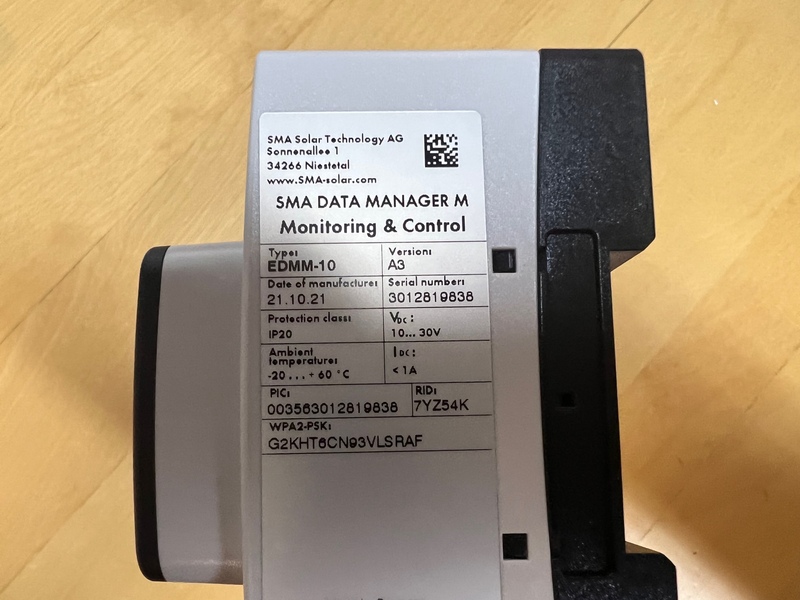 SMA Solar Technology AG
Sonnenallee 1
34266 Niestetal
www.SMA-solar.com
SMA DATA MANAGER M
Monitoring & Control
Type: Version:
EDMM-10 A3
Date of manufacture: Serial number:
21.10.21 3012819838
Protection class: VDC:
IP20 10... 30V
Ambient temperature: IDC:
-20 ... + 60 °C < 1A
PIC: RID:
003563012819838 7YZ54K
WPA2-PSK:
G2KHT6CN93VLSRAF